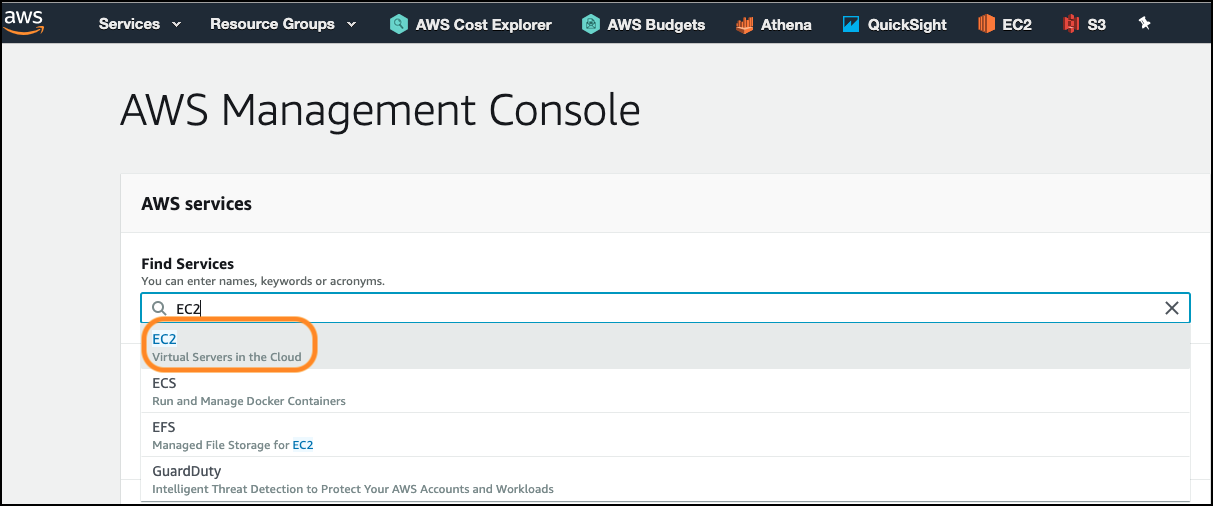 aws Services Resource Groups AWS Cost Explorer AWS Budgets Athena QuickSight EC2 S3
AWS Management Console
AWS services
Find Services
You can enter names, keywords or acronyms.
EC2
EC2
Virtual Servers in the Cloud
ECS
Run and Manage Docker Containers
EFS
Managed File Storage for EC2
GuardDuty
Intelligent Threat Detection to Protect Your AWS Accounts and Workloads